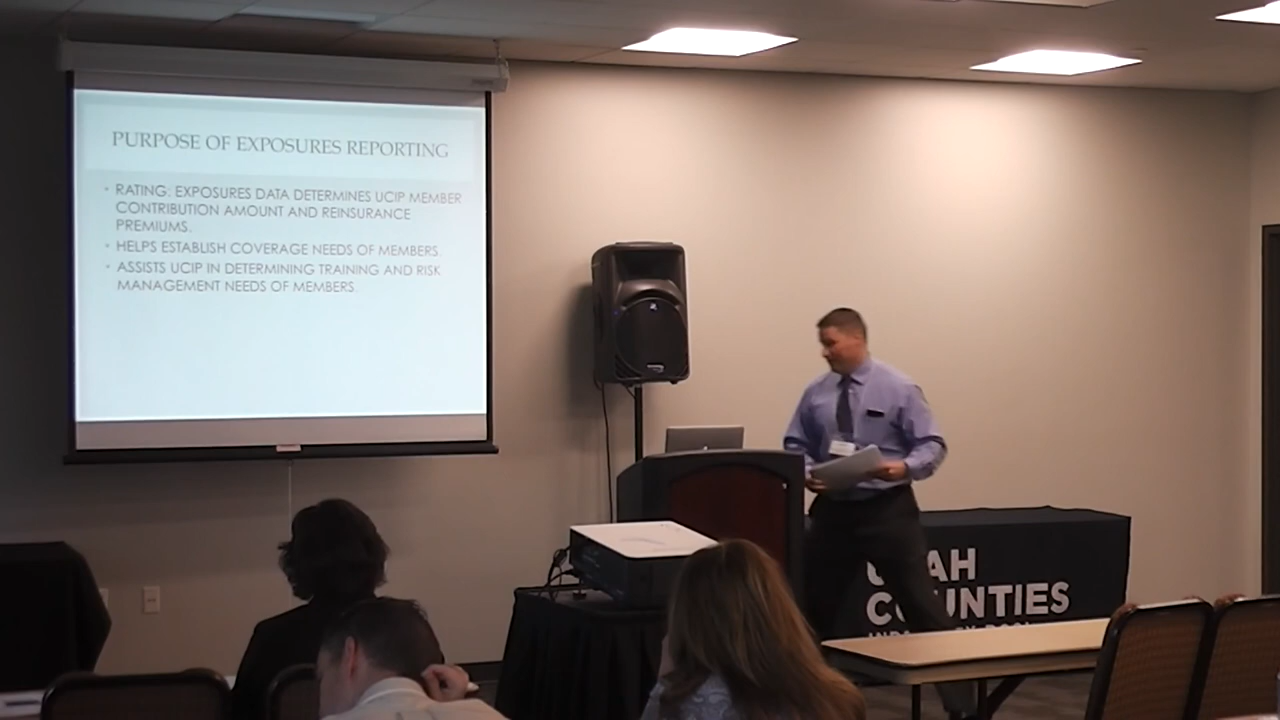 PURPOSE OF EXPOSURES REPORTING
• RATING: EXPOSURES DATA DETERMINES UCIP MEMBER
CONTRIBUTION AMOUNT AND REINSURANCE
PREMIUMS.
• HELPS ESTABLISH COVERAGE NEEDS OF MEMBERS.
• ASSISTS UCIP IN DETERMINING TRAINING AND RISK
MANAGEMENT NEEDS OF MEMBERS.
UTAH
COUNTIES